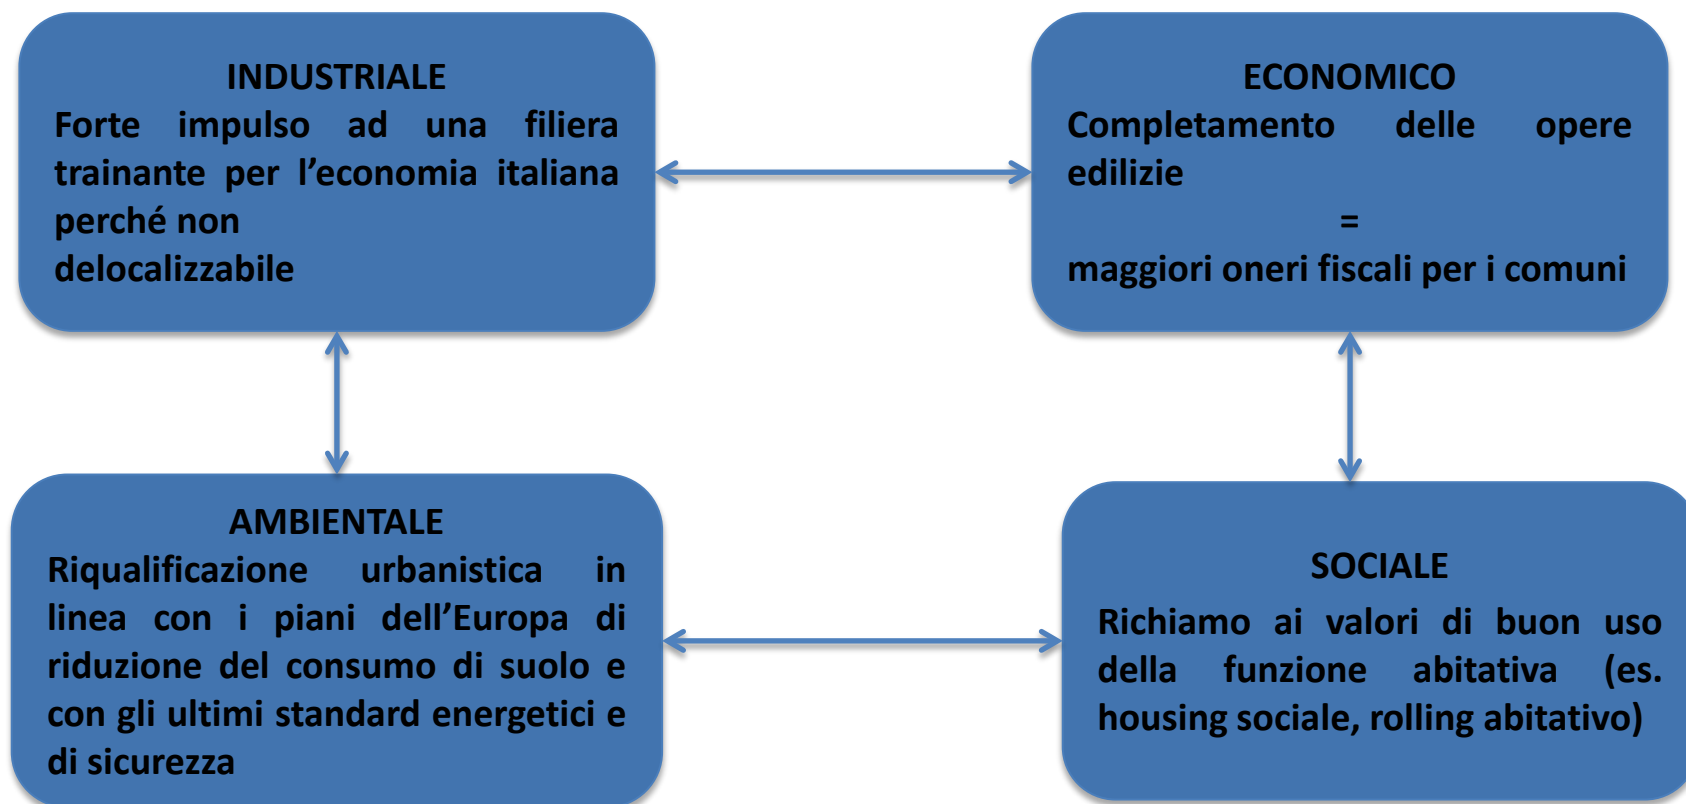 INDUSTRIALE
Forte impulso ad una filiera
trainante per l’economia italiana
perché non
delocalizzabile
ECONOMICO
Completamento delle opere
edilizie
=
maggiori oneri fiscali per i comuni
AMBIENTALE
Riqualificazione urbanistica in
linea con i piani dell’Europa di
riduzione del consumo di suolo e
con gli ultimi standard energetici e
di sicurezza
SOCIALE
Richiamo ai valori di buon uso
della funzione abitativa (es.
housing sociale, rolling abitativo)